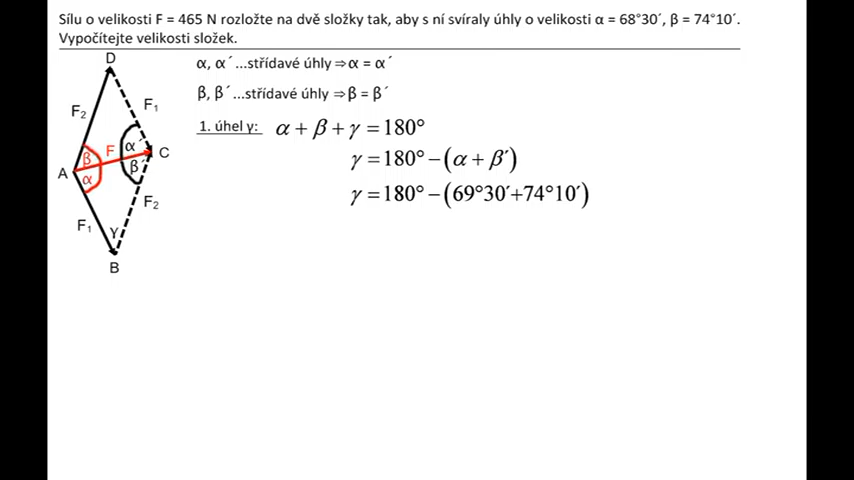 Sílu o velikosti F = 465 N rozložte na dvě složky tak, aby s ní svíraly úhly o velikosti α = 68°30´, β = 74°10´.
Vypočítejte velikosti složek.
D
α, α´...střídavé úhly ⇒ α = α´
β, β´...střídavé úhly ⇒ β = β´
F₂
F₁
1. úhel γ: α + β + γ = 180°
β
F
α´
C
γ = 180° − (α + β´)
A
α
β´
γ = 180° − (69°30´+74°10´)
F₂
F₁
γ
B